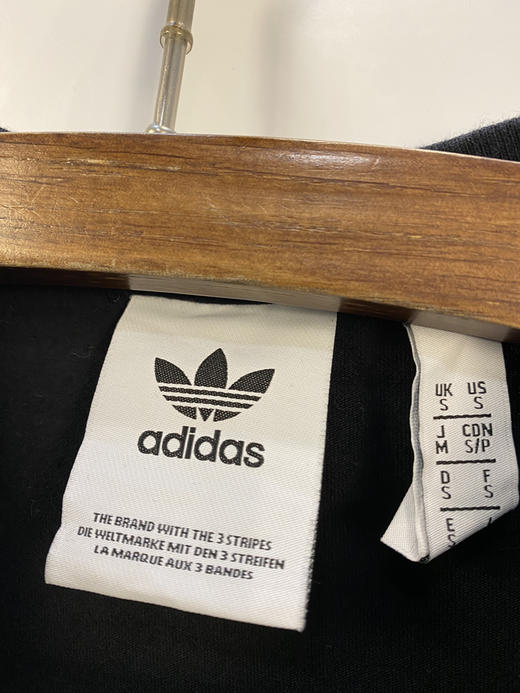 adidas
THE BRAND WITH THE 3 STRIPES
DIE WELTMARKE MIT DEN 3 STREIFEN
LA MARQUE AUX 3 BANDES
UK US
S S
J CDN
M S/P
D F
S S
E
S